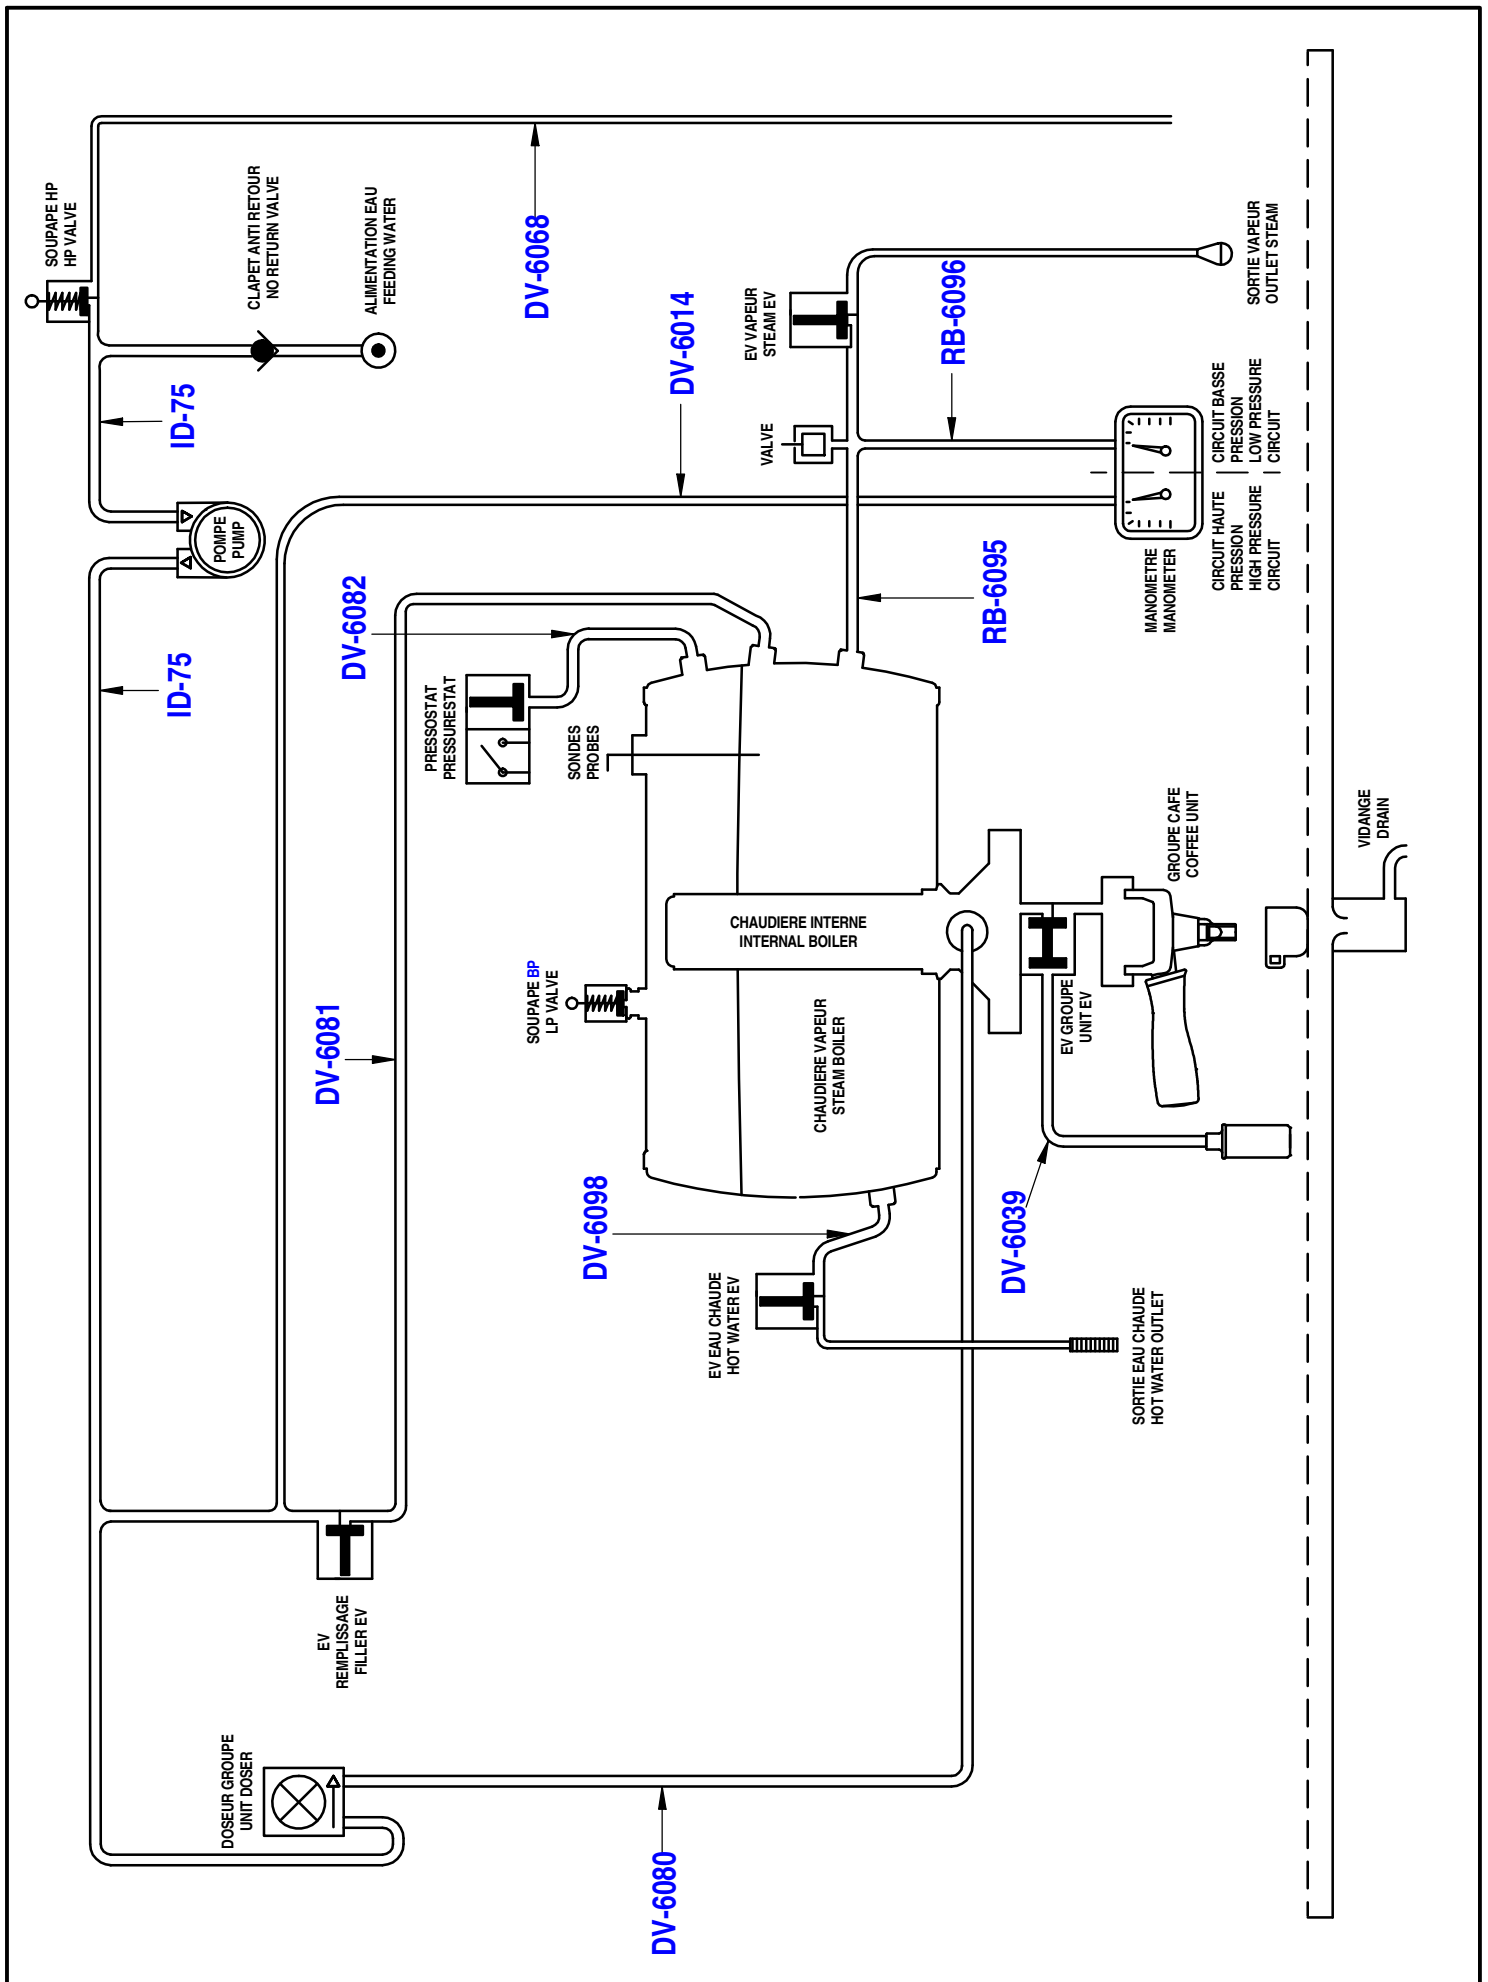 SOUPAPE HP
HP VALVE
CLAPET ANTI RETOUR
NO RETURN VALVE
ALIMENTATION EAU
FEEDING WATER
DV-6068
ID-75
POMPE
PUMP
ID-75
DV-6014
EV VAPEUR
STEAM EV
RB-6096
SORTIE VAPEUR
OUTLET STEAM
VALVE
CIRCUIT BASSE
PRESSION
LOW PRESSURE
CIRCUIT
CIRCUIT HAUTE
PRESSION
HIGH PRESSURE
CIRCUIT
MANOMETRE
MANOMETER
RB-6095
DV-6082
PRESSOSTAT
PRESSURESTAT
SONDES
PROBES
DV-6081
SOUPAPE BP
LP VALVE
CHAUDIERE INTERNE
INTERNAL BOILER
CHAUDIERE VAPEUR
STEAM BOILER
GROUPE CAFE
COFFEE UNIT
VIDANGE
DRAIN
EV GROUPE
UNIT EV
DV-6098
DV-6039
EV EAU CHAUDE
HOT WATER EV
SORTIE EAU CHAUDE
HOT WATER OUTLET
EV
REMPLISSAGE
FILLER EV
DOSEUR GROUPE
UNIT DOSER
DV-6080